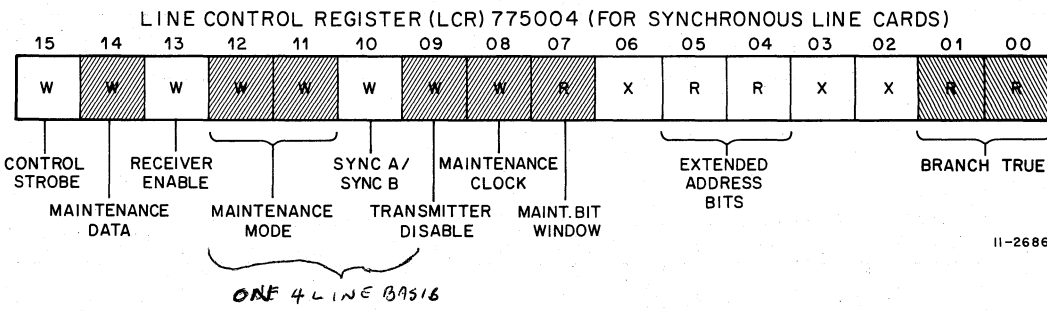 LINE CONTROL REGISTER (LCR) 775004 (FOR SYNCHRONOUS LINE CARDS)
15 14 13 12 11 10 09 08 07 06 05 04 03 02 01 00
W W W W W W W W R X R R X X R R
CONTROL STROBE
MAINTENANCE DATA
RECEIVER ENABLE
MAINTENANCE MODE
SYNC A/ SYNC B
TRANSMITTER DISABLE
MAINTENANCE CLOCK
MAINT. BIT WINDOW
EXTENDED ADDRESS BITS
BRANCH TRUE
11-2686
ONE 4 LINE BASIS